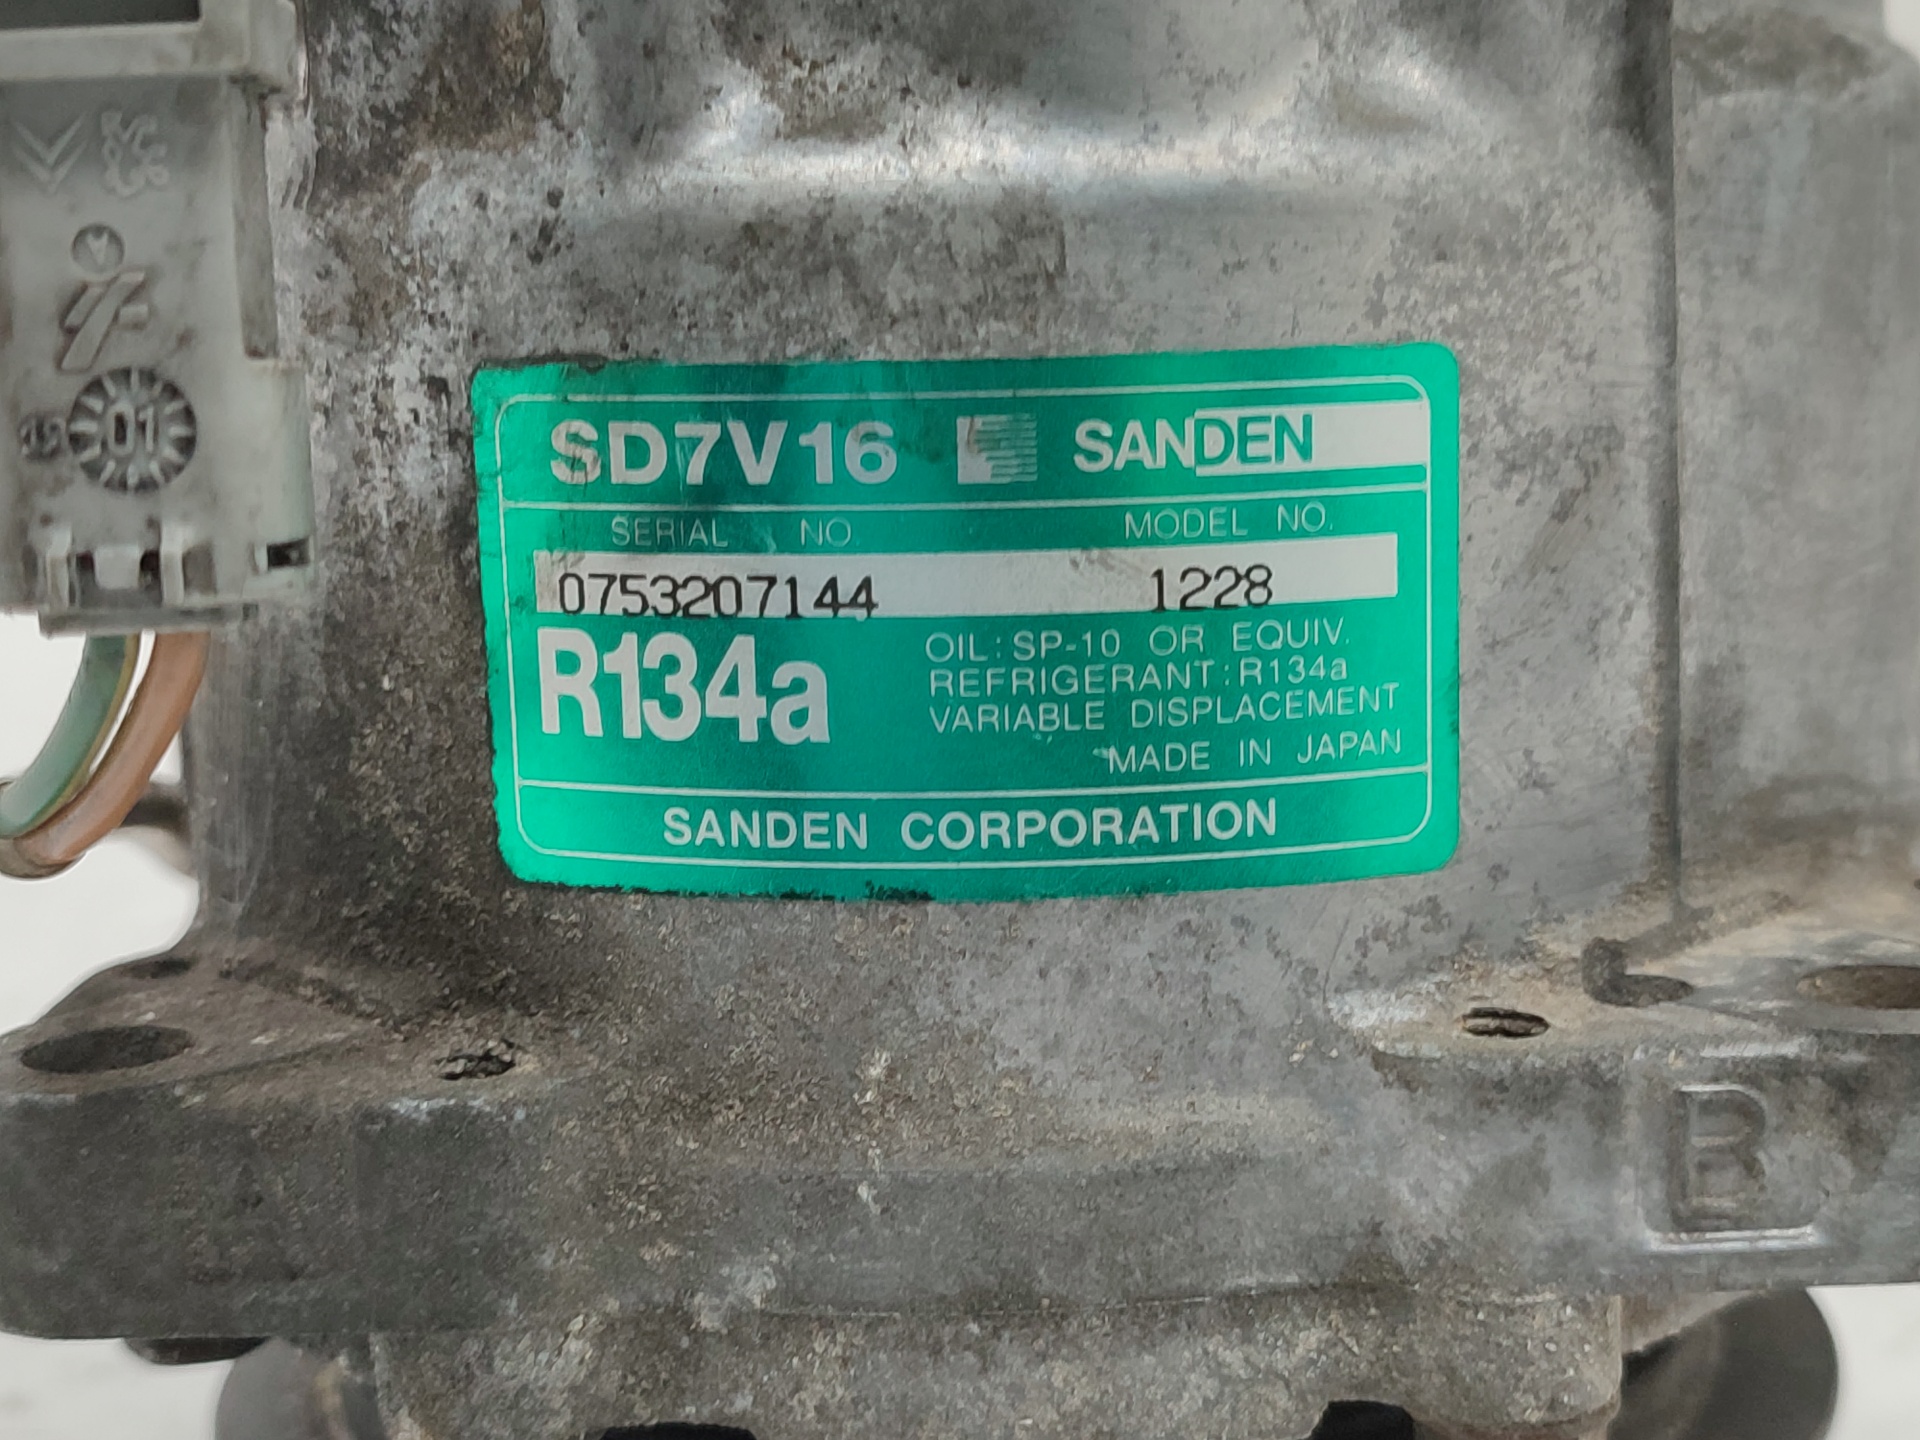 SD7V16 SANDEN
SERIAL NO. MODEL NO.
0753207144 1228
R134a
OIL: SP-10 OR EQUIV.
REFRIGERANT: R134a
VARIABLE DISPLACEMENT
MADE IN JAPAN
SANDEN CORPORATION
01
B